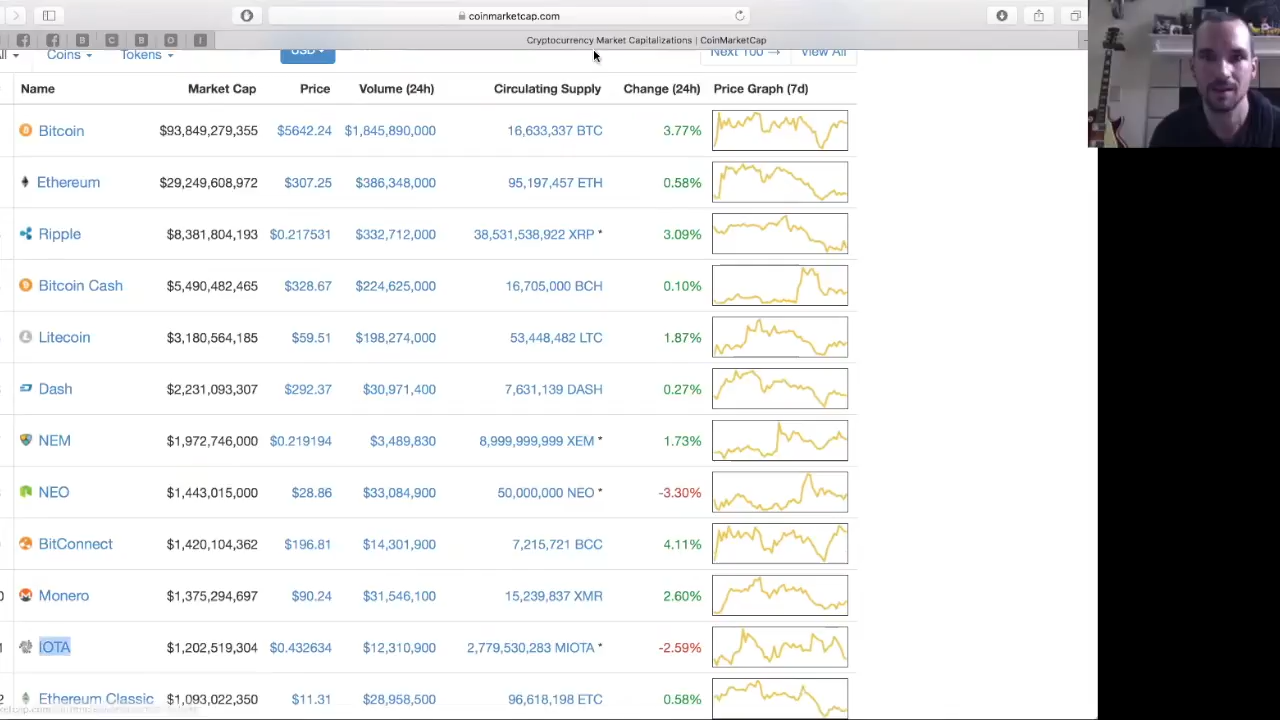 coinmarketcap.com
B C B O I
Cryptocurrency Market Capitalizations | CoinMarketCap
Coins Tokens USD Next 100 → View All
Name Market Cap Price Volume (24h) Circulating Supply Change (24h) Price Graph (7d)
Bitcoin $93,849,279,355 $5642.24 $1,845,890,000 16,633,337 BTC 3.77%
Ethereum $29,249,608,972 $307.25 $386,348,000 95,197,457 ETH 0.58%
Ripple $8,381,804,193 $0.217531 $332,712,000 38,531,538,922 XRP * 3.09%
Bitcoin Cash $5,490,482,465 $328.67 $224,625,000 16,705,000 BCH 0.10%
Litecoin $3,180,564,185 $59.51 $198,274,000 53,448,482 LTC 1.87%
Dash $2,231,093,307 $292.37 $30,971,400 7,631,139 DASH 0.27%
NEM $1,972,746,000 $0.219194 $3,489,830 8,999,999,999 XEM * 1.73%
NEO $1,443,015,000 $28.86 $33,084,900 50,000,000 NEO * -3.30%
BitConnect $1,420,104,362 $196.81 $14,301,900 7,215,721 BCC 4.11%
Monero $1,375,294,697 $90.24 $31,546,100 15,239,837 XMR 2.60%
IOTA $1,202,519,304 $0.432634 $12,310,900 2,779,530,283 MIOTA * -2.59%
Ethereum Classic $1,093,022,350 $11.31 $28,958,500 96,618,198 ETC 0.58%